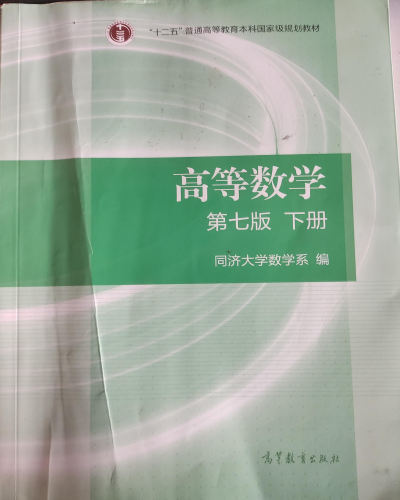 "十二五"普通高等教育本科国家级规划教材
高等数学
第七版 下册
同济大学数学系 编
高等教育出版社